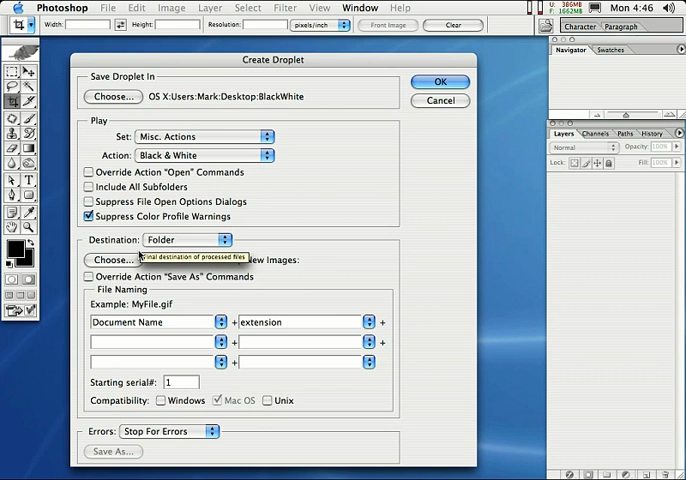 Photoshop File Edit Image Layer Select Filter View Window Help U: 386MB F: 1662MB Mon 4:46
Width: Height: Resolution: pixels/inch Front Image Clear Character Paragraph
Create Droplet
Navigator Swatches
Save Droplet In
Choose... OS X:Users:Mark:Desktop:BlackWhite
OK
Cancel
Play
Set: Misc. Actions
Action: Black & White
Override Action "Open" Commands
Include All Subfolders
Suppress File Open Options Dialogs
Suppress Color Profile Warnings
Layers Channels Paths History
Normal Opacity: 100%
Lock: Fill: 100%
Destination: Folder
Choose... Final destination of processed files ew Images:
Override Action "Save As" Commands
File Naming
Example: MyFile.gif
Document Name + extension +
+ +
+
Starting serial#: 1
Compatibility: Windows Mac OS Unix
Errors: Stop For Errors
Save As...